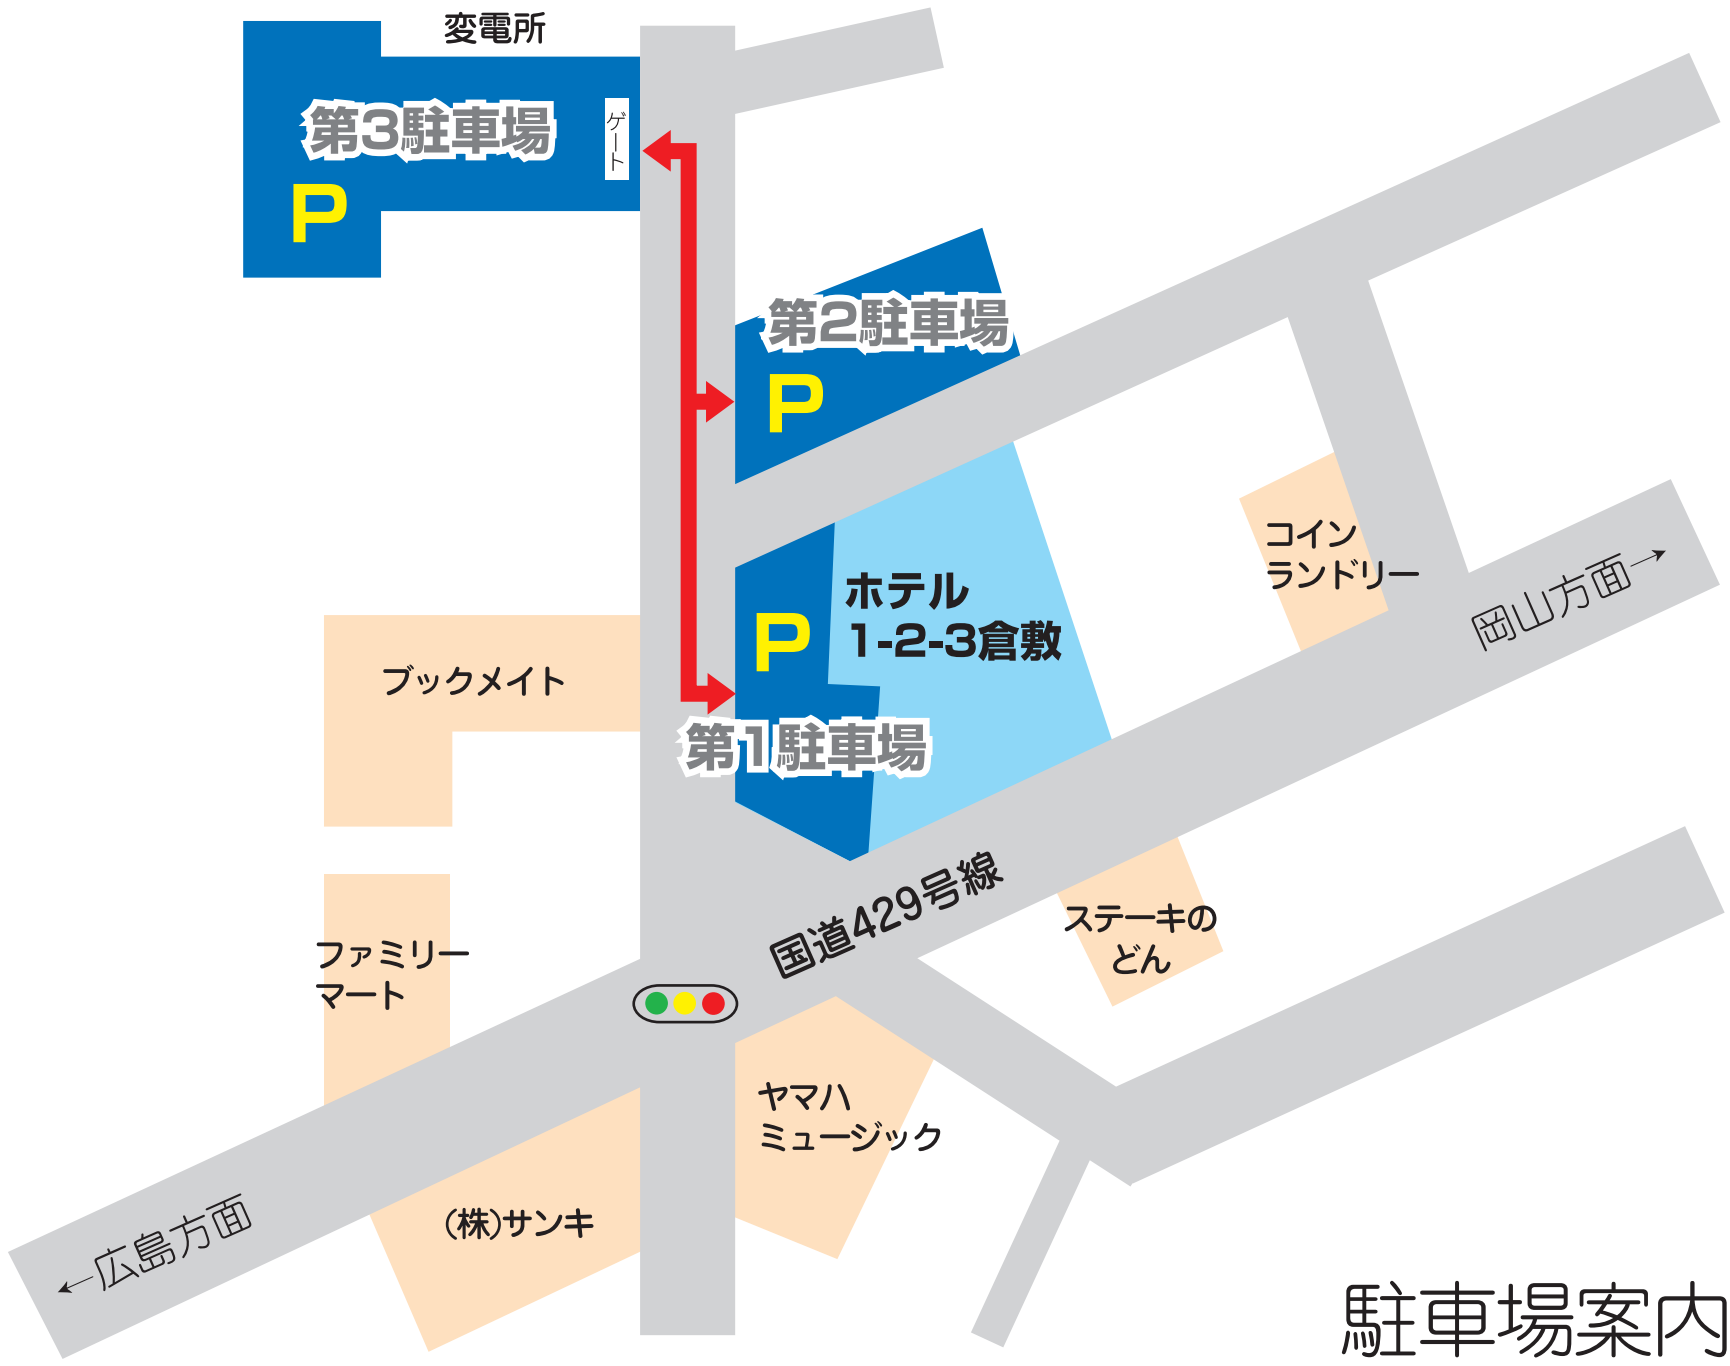 変電所
第3駐車場
ゲート
P
第2駐車場
P
ホテル
1-2-3倉敷
P
第1駐車場
コイン
ランドリー
岡山方面→
ブックメイト
国道429号線
ステーキの
どん
ファミリー
マート
ヤマハ
ミュージック
(株)サンキ
←広島方面
駐車場案内